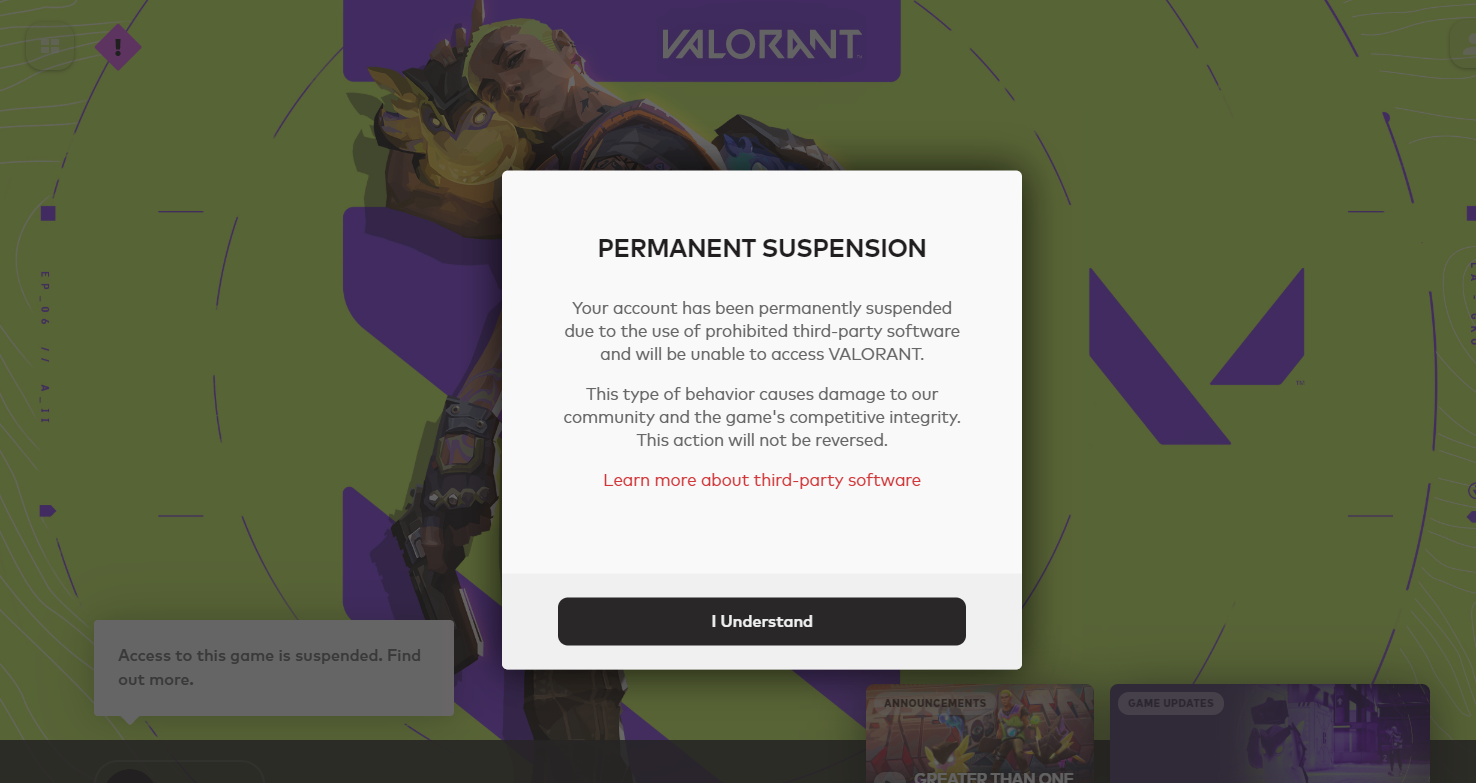 VALORANT
EP_06 // A_II
PERMANENT SUSPENSION
Your account has been permanently suspended
due to the use of prohibited third-party software
and will be unable to access VALORANT.
This type of behavior causes damage to our
community and the game's competitive integrity.
This action will not be reversed.
Learn more about third-party software
I Understand
Access to this game is suspended. Find
out more.
ANNOUNCEMENTS
GREATER THAN ONE
GAME UPDATES